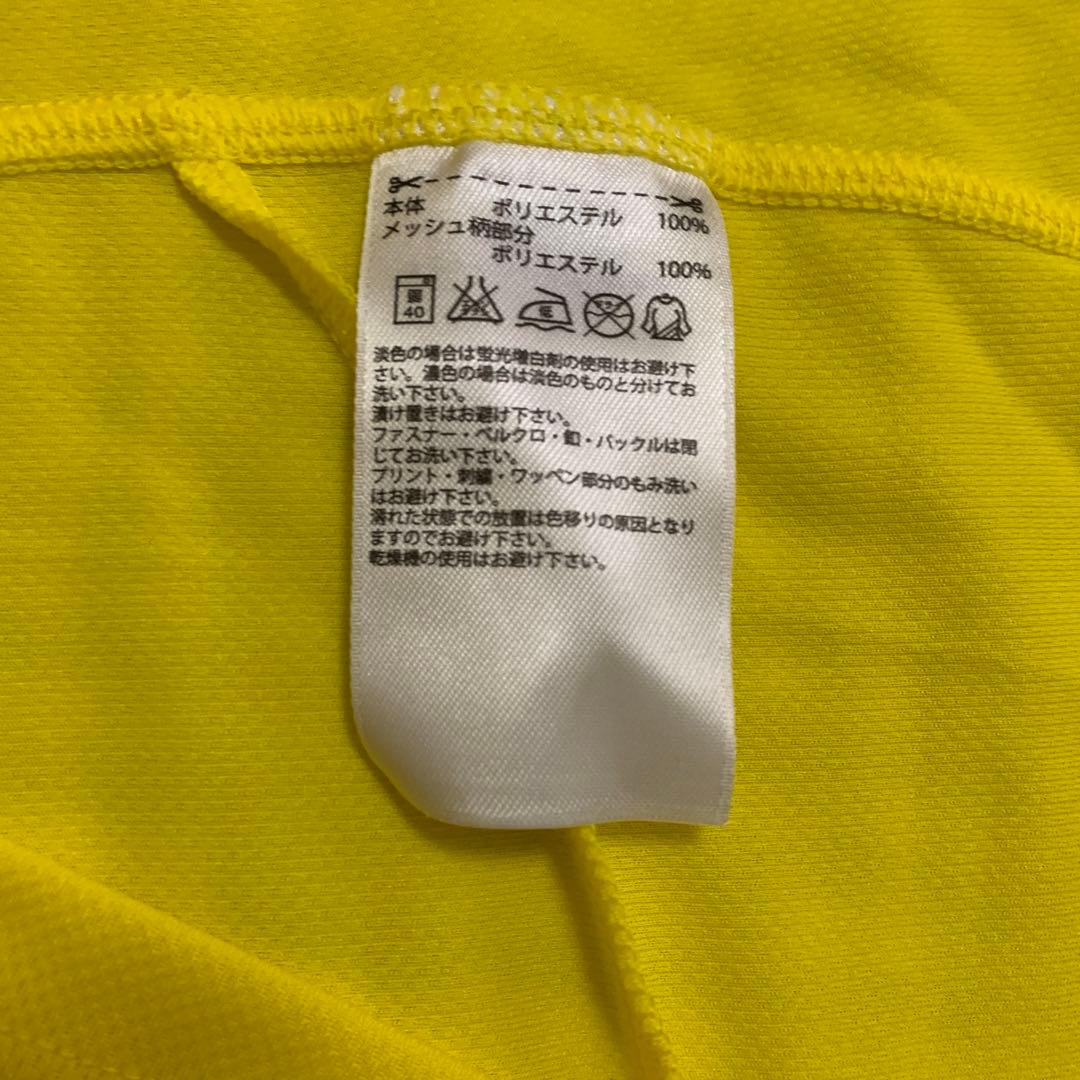 本体 ポリエステル 100%
メッシュ柄部分
ポリエステル 100%
40 低
淡色の場合は蛍光増白剤の使用はお避け下
さい。濃色の場合は淡色のものと分けてお
洗い下さい。
漬け置きはお避け下さい。
ファスナー・ベルクロ・釦・バックルは閉
じてお洗い下さい。
プリント・刺繍・ワッペン部分のもみ洗い
はお避け下さい。
濡れた状態での放置は色移りの原因となり
ますのでお避け下さい。
乾燥機の使用はお避け下さい。